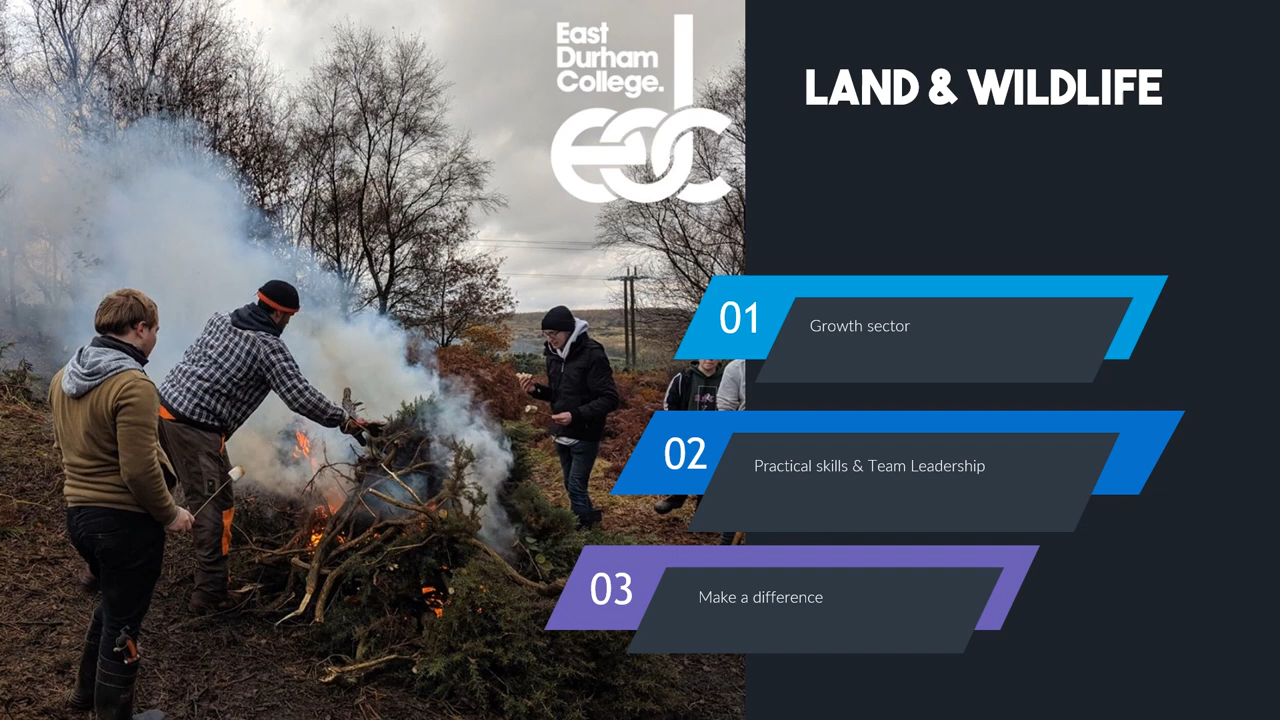 East
Durham
College.
edc
LAND & WILDLIFE
01
Growth sector
02
Practical skills & Team Leadership
03
Make a difference